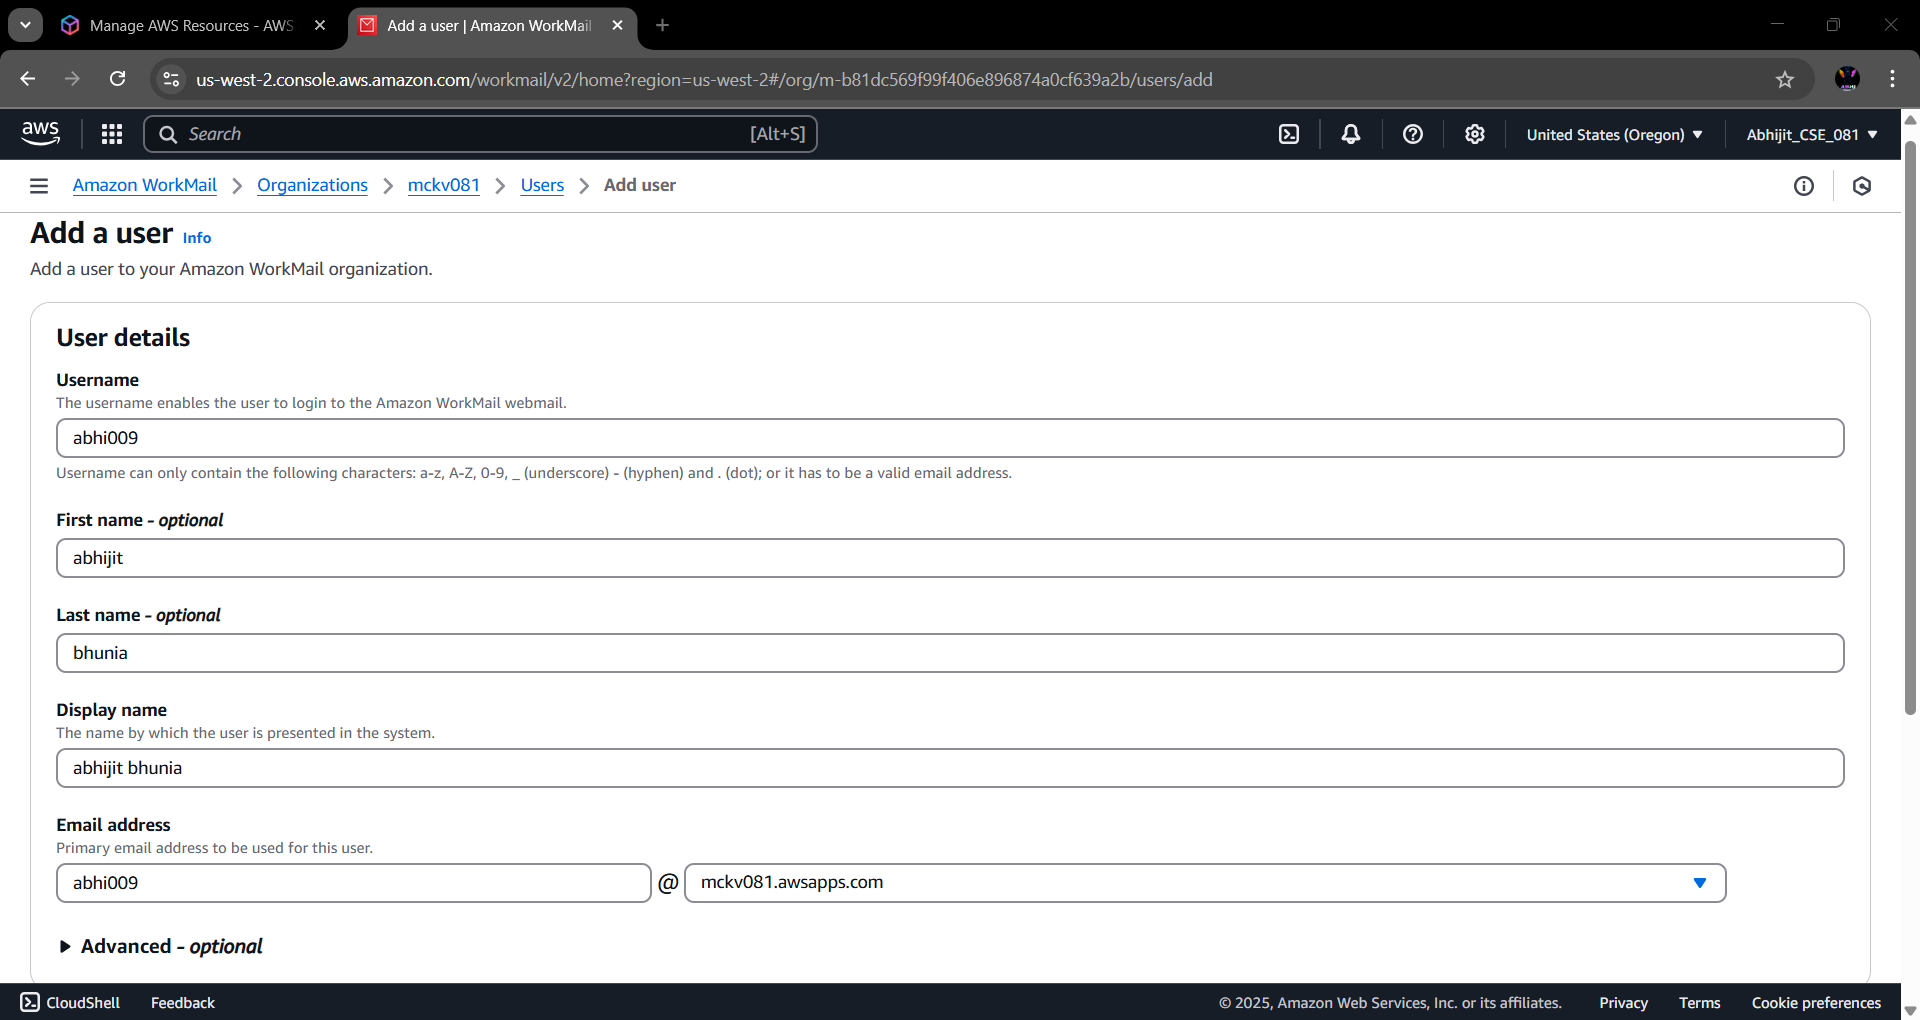 Manage AWS Resources - AWS
Add a user | Amazon WorkMail
us-west-2.console.aws.amazon.com/workmail/v2/home?region=us-west-2#/org/m-b81dc569f99f406e896874a0cf639a2b/users/add
aws
Search
[Alt+S]
United States (Oregon)
Abhijit_CSE_081
Amazon WorkMail
Organizations
mckv081
Users
Add user
Add a user Info
Add a user to your Amazon WorkMail organization.
User details
Username
The username enables the user to login to the Amazon WorkMail webmail.
abhi009
Username can only contain the following characters: a-z, A-Z, 0-9, _ (underscore) - (hyphen) and . (dot); or it has to be a valid email address.
First name - optional
abhijit
Last name - optional
bhunia
Display name
The name by which the user is presented in the system.
abhijit bhunia
Email address
Primary email address to be used for this user.
abhi009 @ mckv081.awsapps.com
Advanced - optional
CloudShell
Feedback
© 2025, Amazon Web Services, Inc. or its affiliates.
Privacy
Terms
Cookie preferences